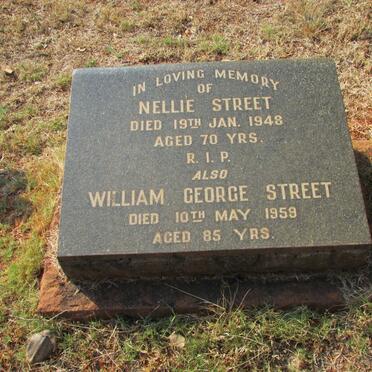 IN LOVING MEMORY
OF
NELLIE STREET
DIED 19TH JAN. 1948
AGED 70 YRS.
R.I.P.
ALSO
WILLIAM GEORGE STREET
DIED 10TH MAY 1959
AGED 85 YRS.